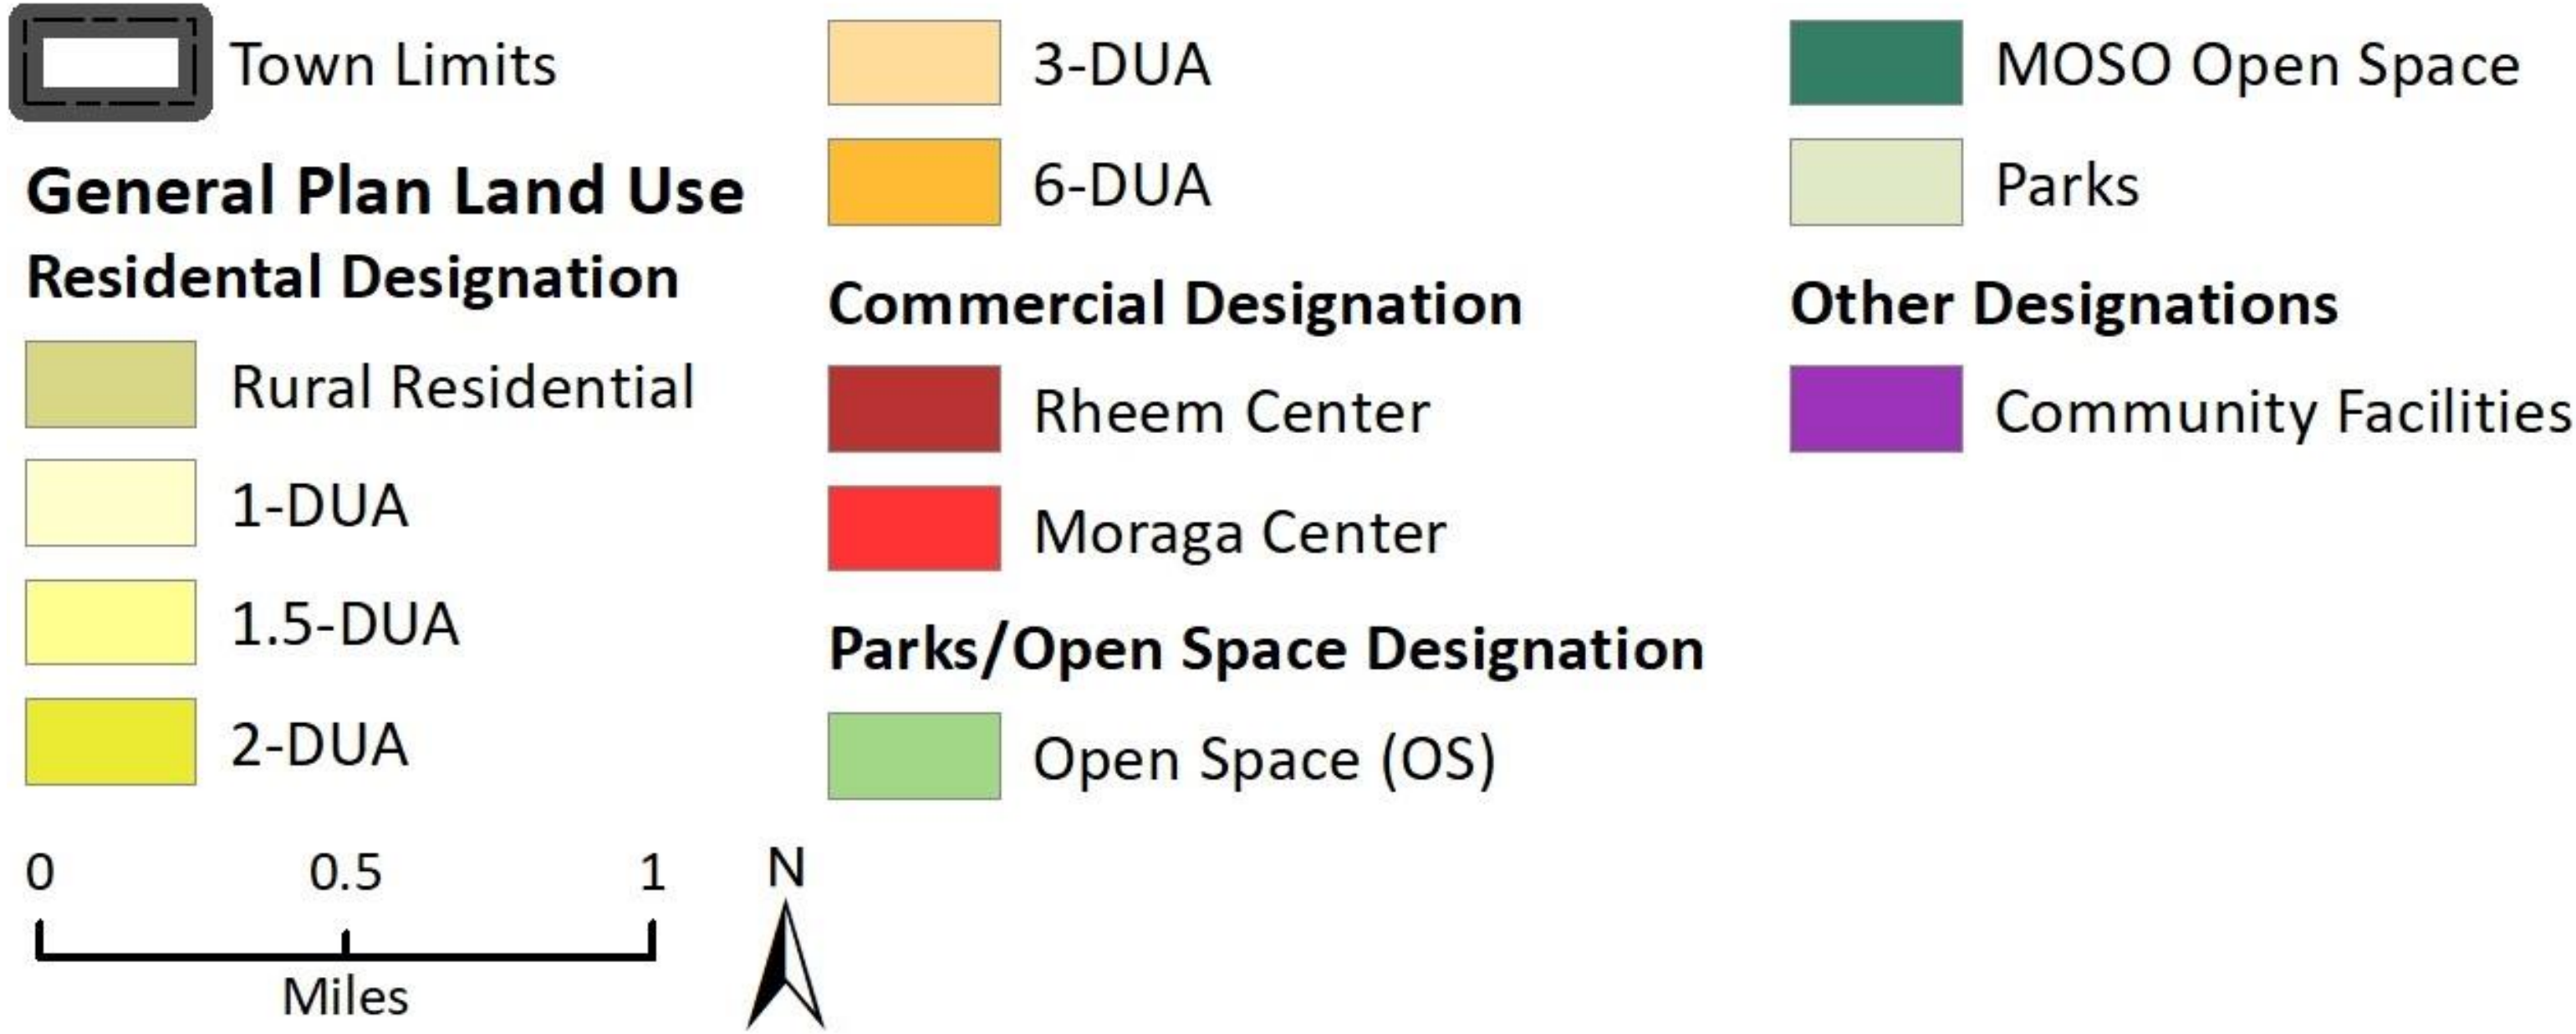 Town Limits
General Plan Land Use
Residental Designation
Rural Residential
1-DUA
1.5-DUA
2-DUA
3-DUA
6-DUA
Commercial Designation
Rheem Center
Moraga Center
Parks/Open Space Designation
Open Space (OS)
MOSO Open Space
Parks
Other Designations
Community Facilities
0 0.5 1
Miles
N